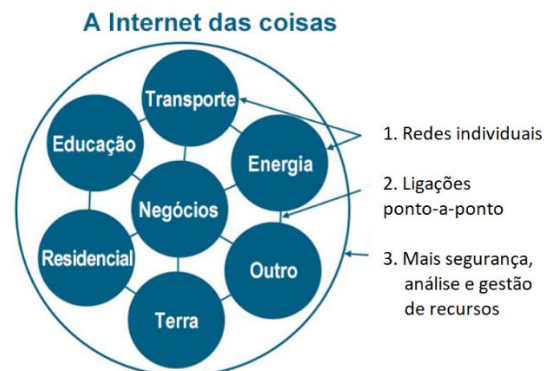 A Internet das coisas
Transporte
Educação
Energia
Negócios
Residencial
Outro
Terra
1. Redes individuais
2. Ligações
ponto-a-ponto
3. Mais segurança,
análise e gestão
de recursos